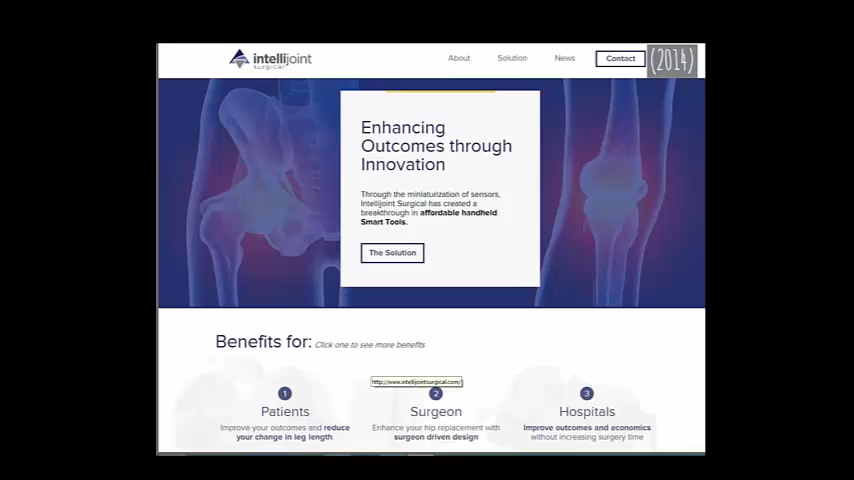 intellijoint
surgical
About Solution News Contact (2014)
Enhancing
Outcomes through
Innovation
Through the miniaturization of sensors,
Intellijoint Surgical has created a
breakthrough in affordable handheld
Smart Tools.
The Solution
Benefits for: Click one to see more benefits
http://www.intellijointsurgical.com/
1 2 3
Patients Surgeon Hospitals
Improve your outcomes and reduce Enhance your hip replacement with Improve outcomes and economics
your change in leg length. surgeon driven design without increasing surgery time